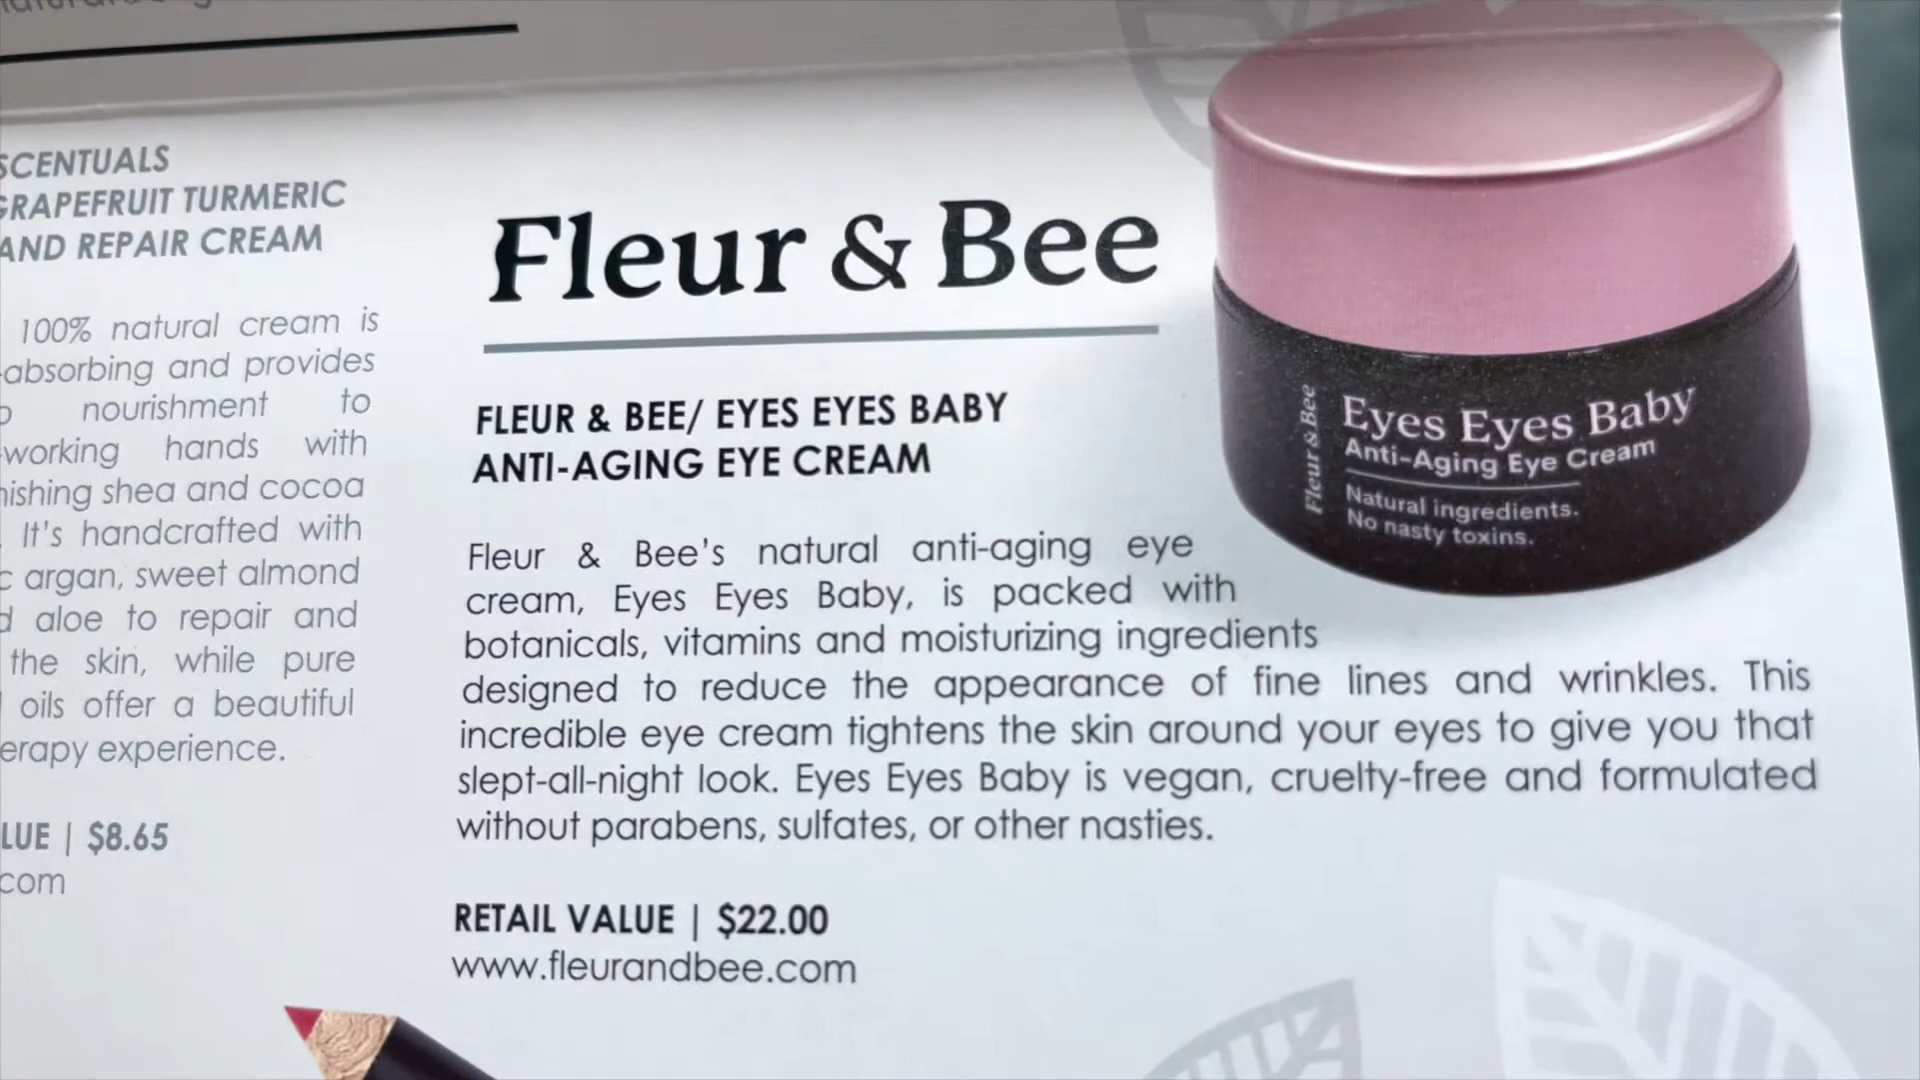 SCENTUALS
GRAPEFRUIT TURMERIC
AND REPAIR CREAM
100% natural cream is
absorbing and provides
nourishment to
working hands with
shea and cocoa
It's handcrafted with
argan, sweet almond
aloe to repair and
the skin, while pure
oils offer a beautiful
experience.
| $8.65
com
Fleur & Bee
FLEUR & BEE/ EYES EYES BABY
ANTI-AGING EYE CREAM
Fleur & Bee's natural anti-aging eye
cream, Eyes Eyes Baby, is packed with
botanicals, vitamins and moisturizing ingredients
designed to reduce the appearance of fine lines and wrinkles. This
incredible eye cream tightens the skin around your eyes to give you that
slept-all-night look. Eyes Eyes Baby is vegan, cruelty-free and formulated
without parabens, sulfates, or other nasties.
RETAIL VALUE | $22.00
www.fleurandbee.com
Fleur & Bee
Eyes Eyes Baby
Anti-Aging Eye Cream
Natural ingredients.
No nasty toxins.